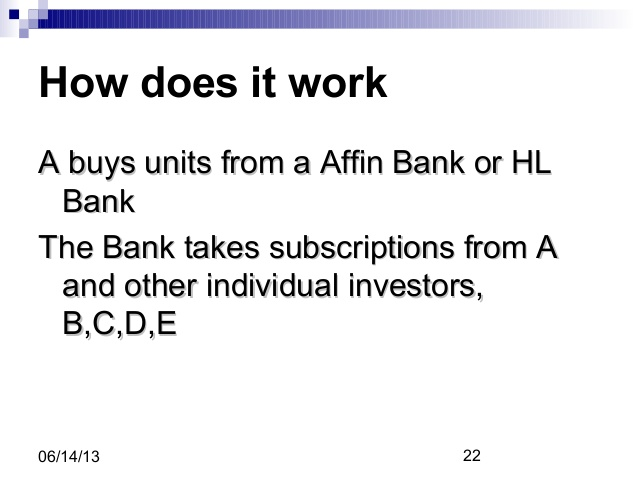 How does it work
A buys units from a Affin Bank or HL
Bank
The Bank takes subscriptions from A
and other individual investors,
B,C,D,E
06/14/13
22